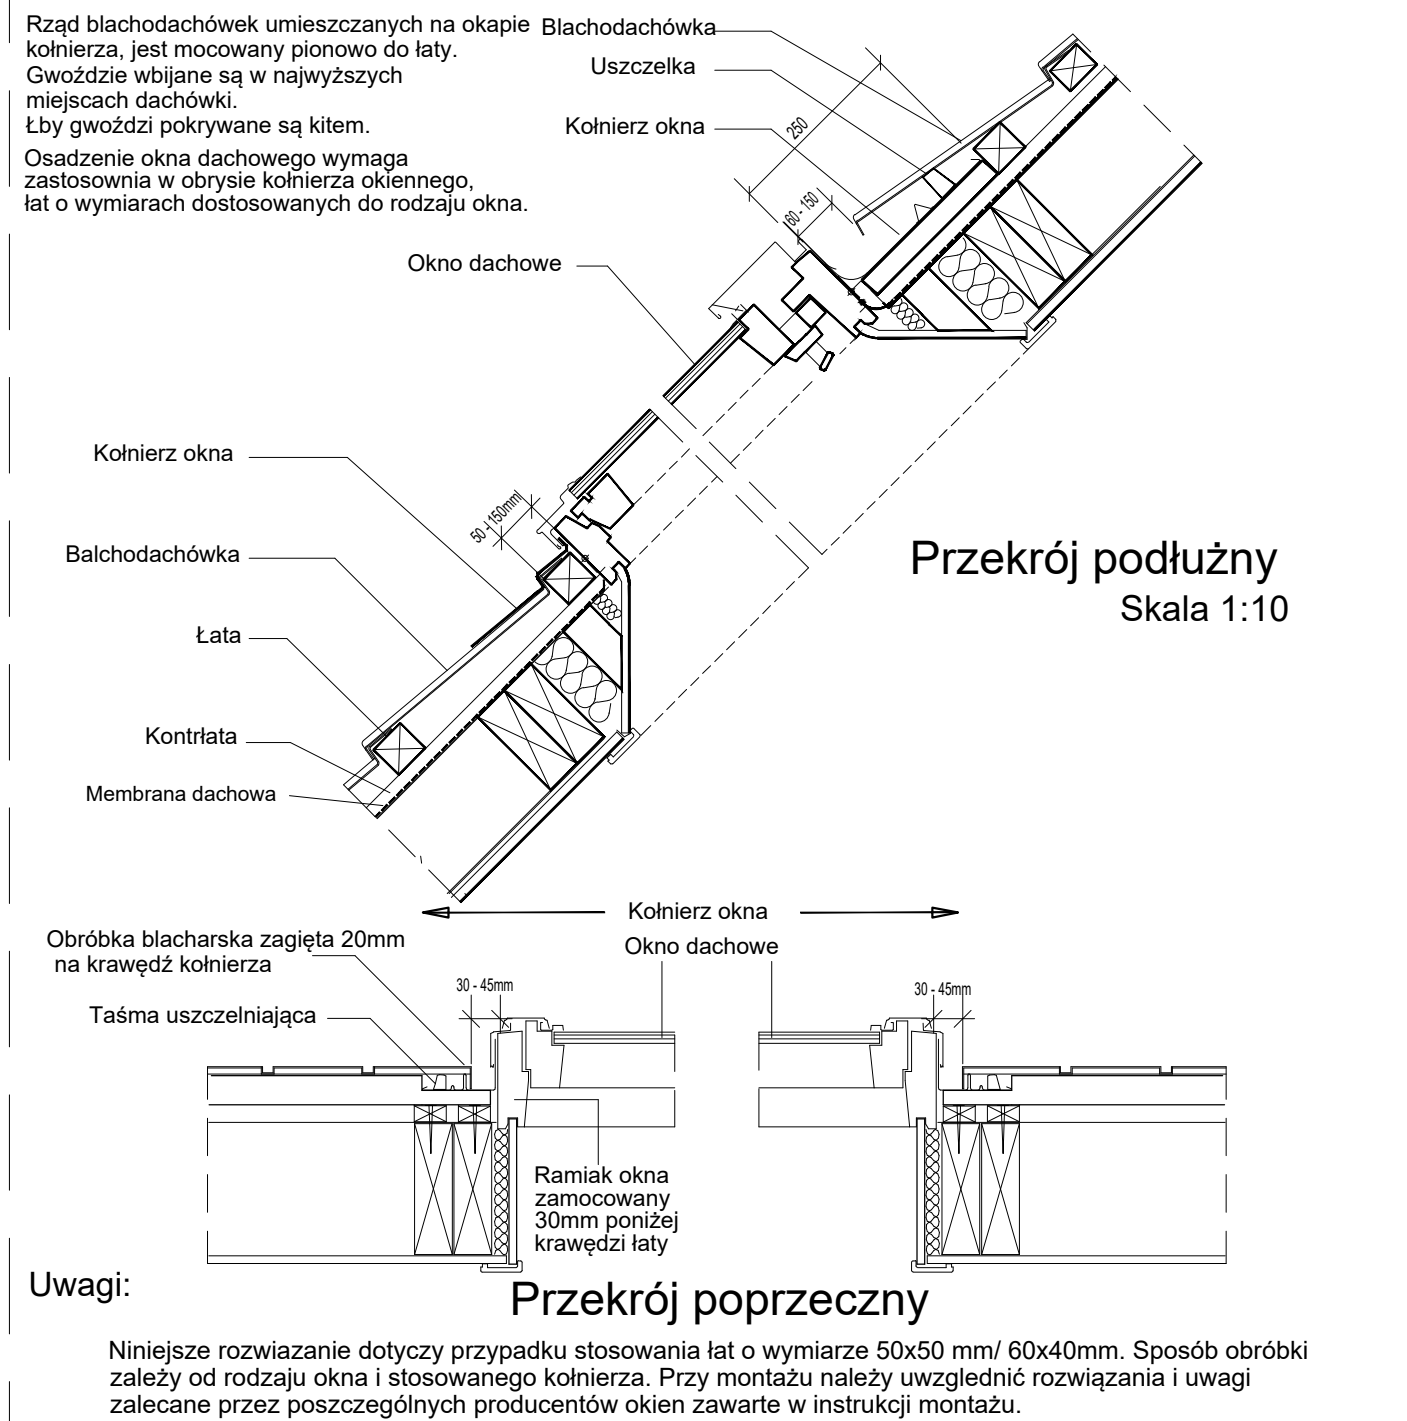 Rząd blachodachówek umieszczanych na okapie
kołnierza, jest mocowany pionowo do łaty.
Gwoździe wbijane są w najwyższych
miejscach dachówki.
Łby gwoździ pokrywane są kitem.
Osadzenie okna dachowego wymaga
zastosownia w obrysie kołnierza okiennego,
łat o wymiarach dostosowanych do rodzaju okna.
Blachodachówka
Uszczelka
Kołnierz okna
250
60 - 150
Okno dachowe
Kołnierz okna
50 - 150mm
Balchodachówka
Łata
Kontrłata
Membrana dachowa
Przekrój podłużny
Skala 1:10
Kołnierz okna
Okno dachowe
Obróbka blacharska zagięta 20mm
na krawędź kołnierza
Taśma uszczelniająca
30 - 45mm
30 - 45mm
Ramiak okna
zamocowany
30mm poniżej
krawędzi łaty
Uwagi:
Przekrój poprzeczny
Niniejsze rozwiazanie dotyczy przypadku stosowania łat o wymiarze 50x50 mm/ 60x40mm. Sposób obróbki
zależy od rodzaju okna i stosowanego kołnierza. Przy montażu należy uwzglednić rozwiązania i uwagi
zalecane przez poszczególnych producentów okien zawarte w instrukcji montażu.